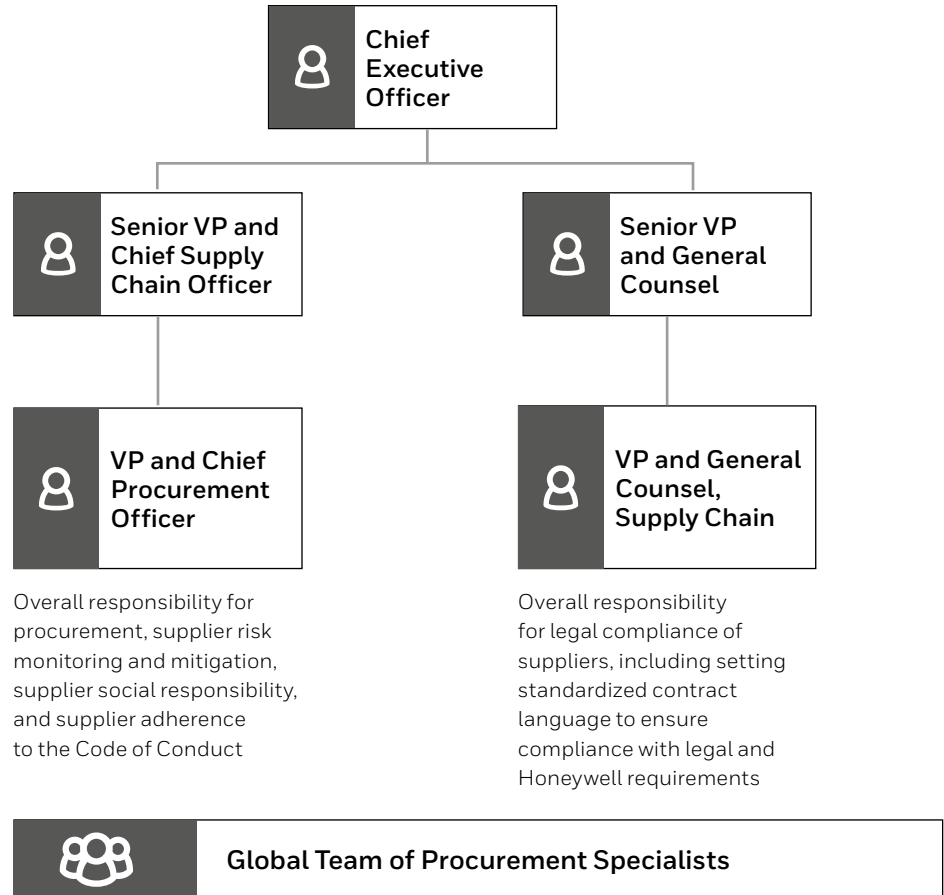 Chief
Executive
Officer
Senior VP and
Chief Supply
Chain Officer
Senior VP
and General
Counsel
VP and Chief
Procurement
Officer
VP and General
Counsel,
Supply Chain
Overall responsibility for
procurement, supplier risk
monitoring and mitigation,
supplier social responsibility,
and supplier adherence
to the Code of Conduct
Overall responsibility
for legal compliance of
suppliers, including setting
standardized contract
language to ensure
compliance with legal and
Honeywell requirements
Global Team of Procurement Specialists